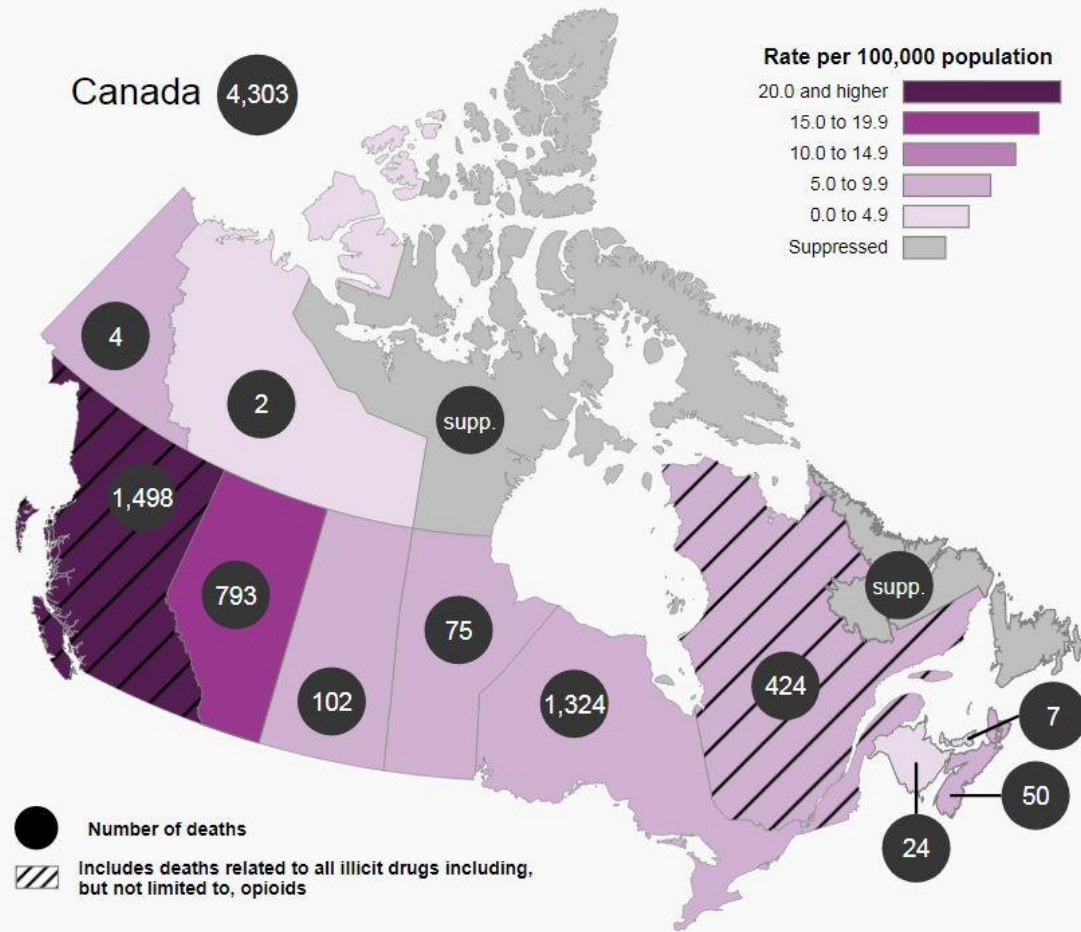 Canada 4,303
Rate per 100,000 population
20.0 and higher
15.0 to 19.9
10.0 to 14.9
5.0 to 9.9
0.0 to 4.9
Suppressed
4
2
supp.
1,498
793
102
75
1,324
424
supp.
7
50
24
Number of deaths
Includes deaths related to all illicit drugs including,
but not limited to, opioids